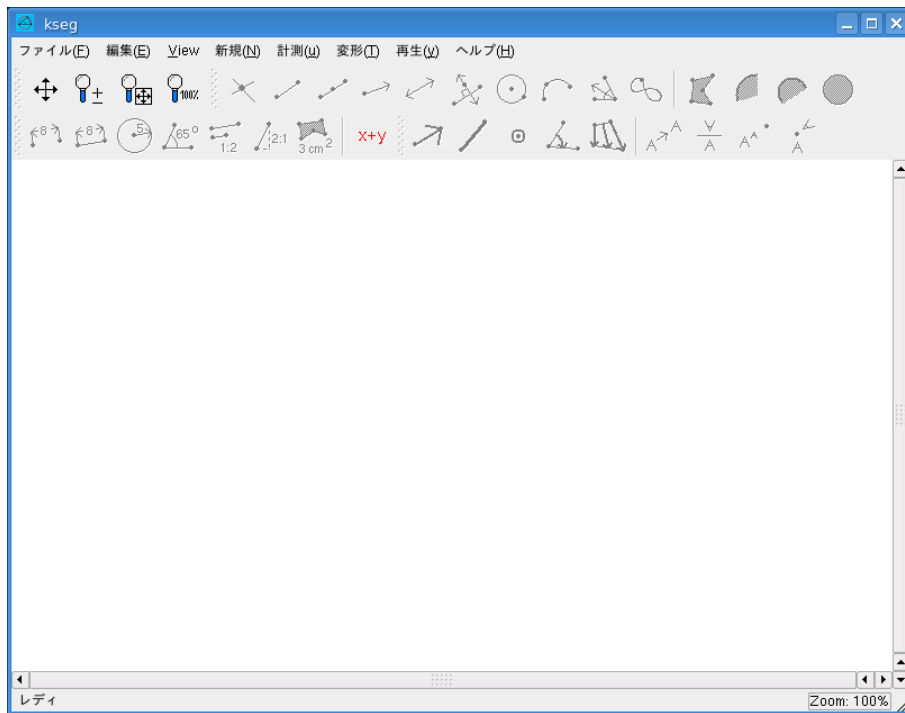 kseg
ファイル(F) 編集(E) View 新規(N) 計測(u) 変形(T) 再生(y) ヘルプ(H)
± 100%
8 8 5 65° 1:2 2:1 3 cm² x+y A A V A A A A
レディ Zoom: 100%